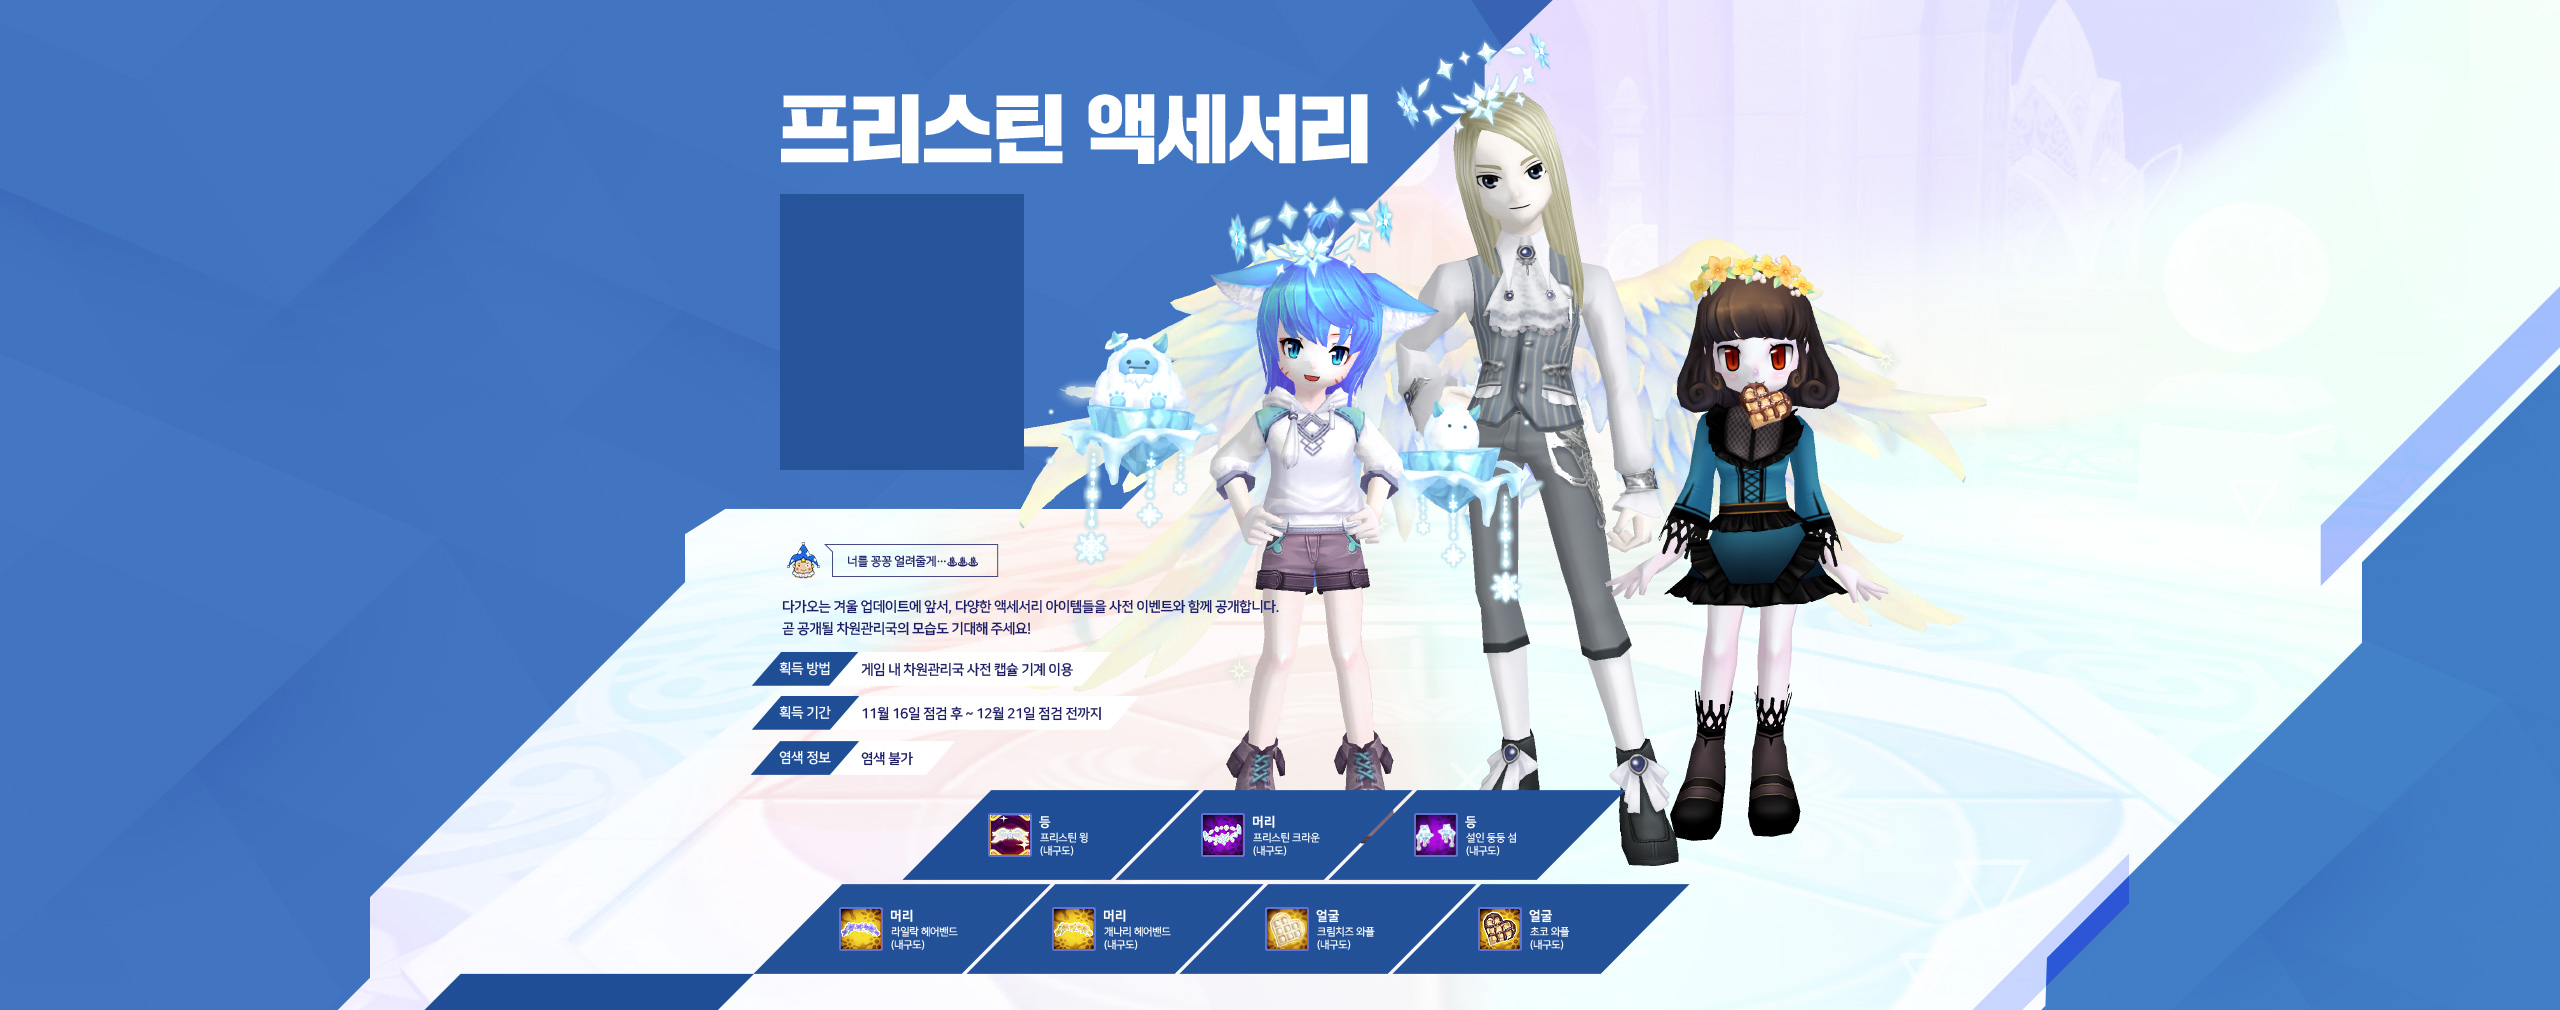 프리스틴 액세서리
너를 꽁꽁 얼려줄게…♨♨♨
다가오는 겨울 업데이트에 앞서, 다양한 액세서리 아이템들을 사전 이벤트와 함께 공개합니다.
곧 공개될 차원관리국의 모습도 기대해 주세요!
획득 방법 게임 내 차원관리국 사전 캡슐 기계 이용
획득 기간 11월 16일 점검 후 ~ 12월 21일 점검 전까지
염색 정보 염색 불가
등
프리스틴 윙
(내구도)
머리
프리스틴 크라운
(내구도)
등
설인 둥둥 섬
(내구도)
머리
라일락 헤어밴드
(내구도)
머리
개나리 헤어밴드
(내구도)
얼굴
크림치즈 와플
(내구도)
얼굴
초코 와플
(내구도)